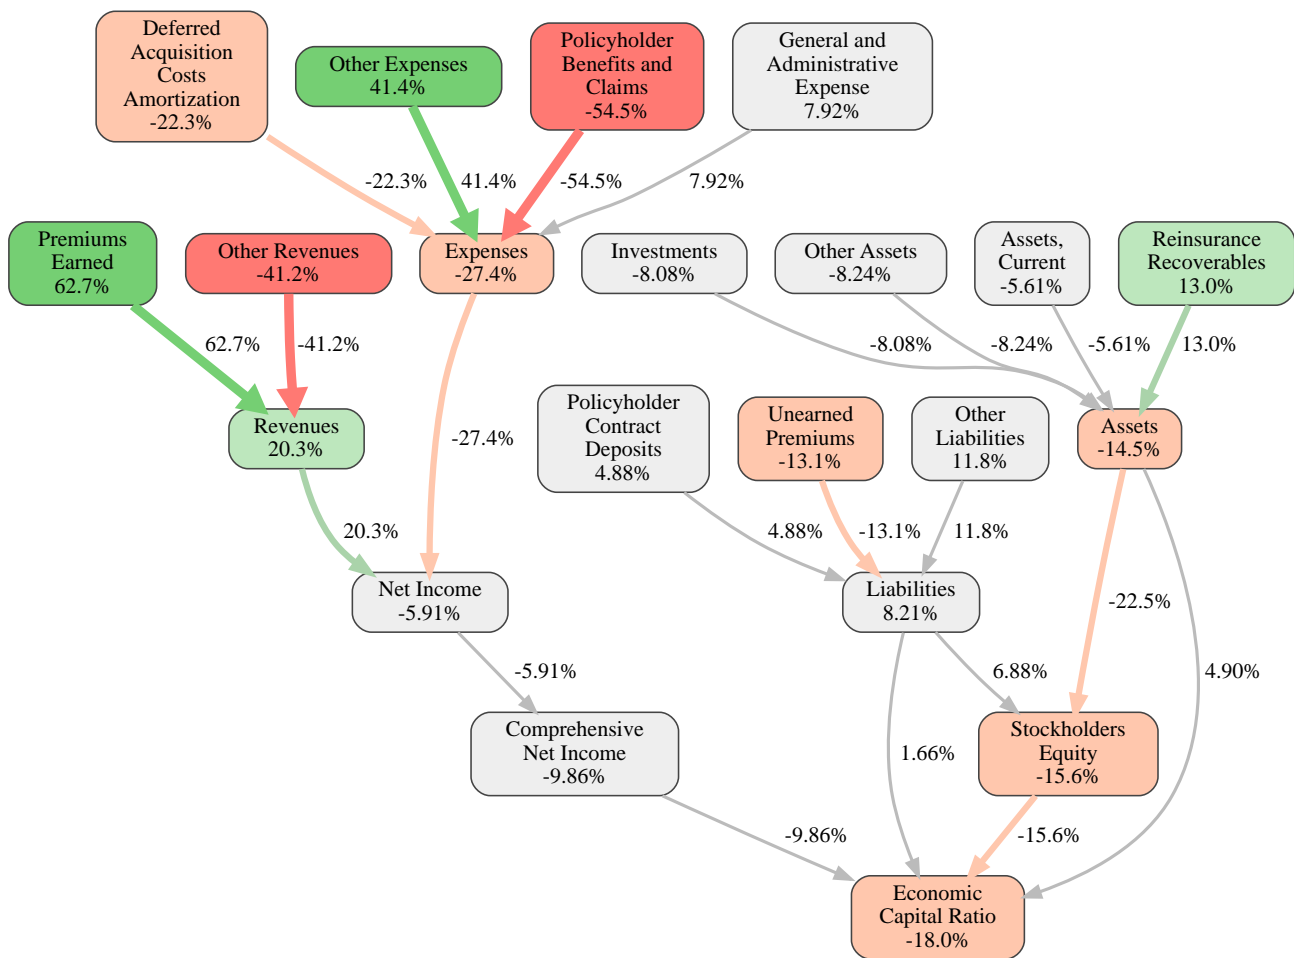 Deferred
Acquisition
Costs
Amortization
-22.3%
Other Expenses
41.4%
Policyholder
Benefits and
Claims
-54.5%
General and
Administrative
Expense
7.92%
-22.3%
41.4%
-54.5%
7.92%
Premiums
Earned
62.7%
Other Revenues
-41.2%
Expenses
-27.4%
Investments
-8.08%
Other Assets
-8.24%
Assets,
Current
-5.61%
Reinsurance
Recoverables
13.0%
62.7%
-41.2%
-8.08%
-8.24%
-5.61%
13.0%
Revenues
20.3%
-27.4%
Policyholder
Contract
Deposits
4.88%
Unearned
Premiums
-13.1%
Other
Liabilities
11.8%
Assets
-14.5%
20.3%
4.88%
-13.1%
11.8%
Net Income
-5.91%
Liabilities
8.21%
-22.5%
-5.91%
6.88%
4.90%
Comprehensive
Net Income
-9.86%
1.66%
Stockholders
Equity
-15.6%
-9.86%
-15.6%
Economic
Capital Ratio
-18.0%